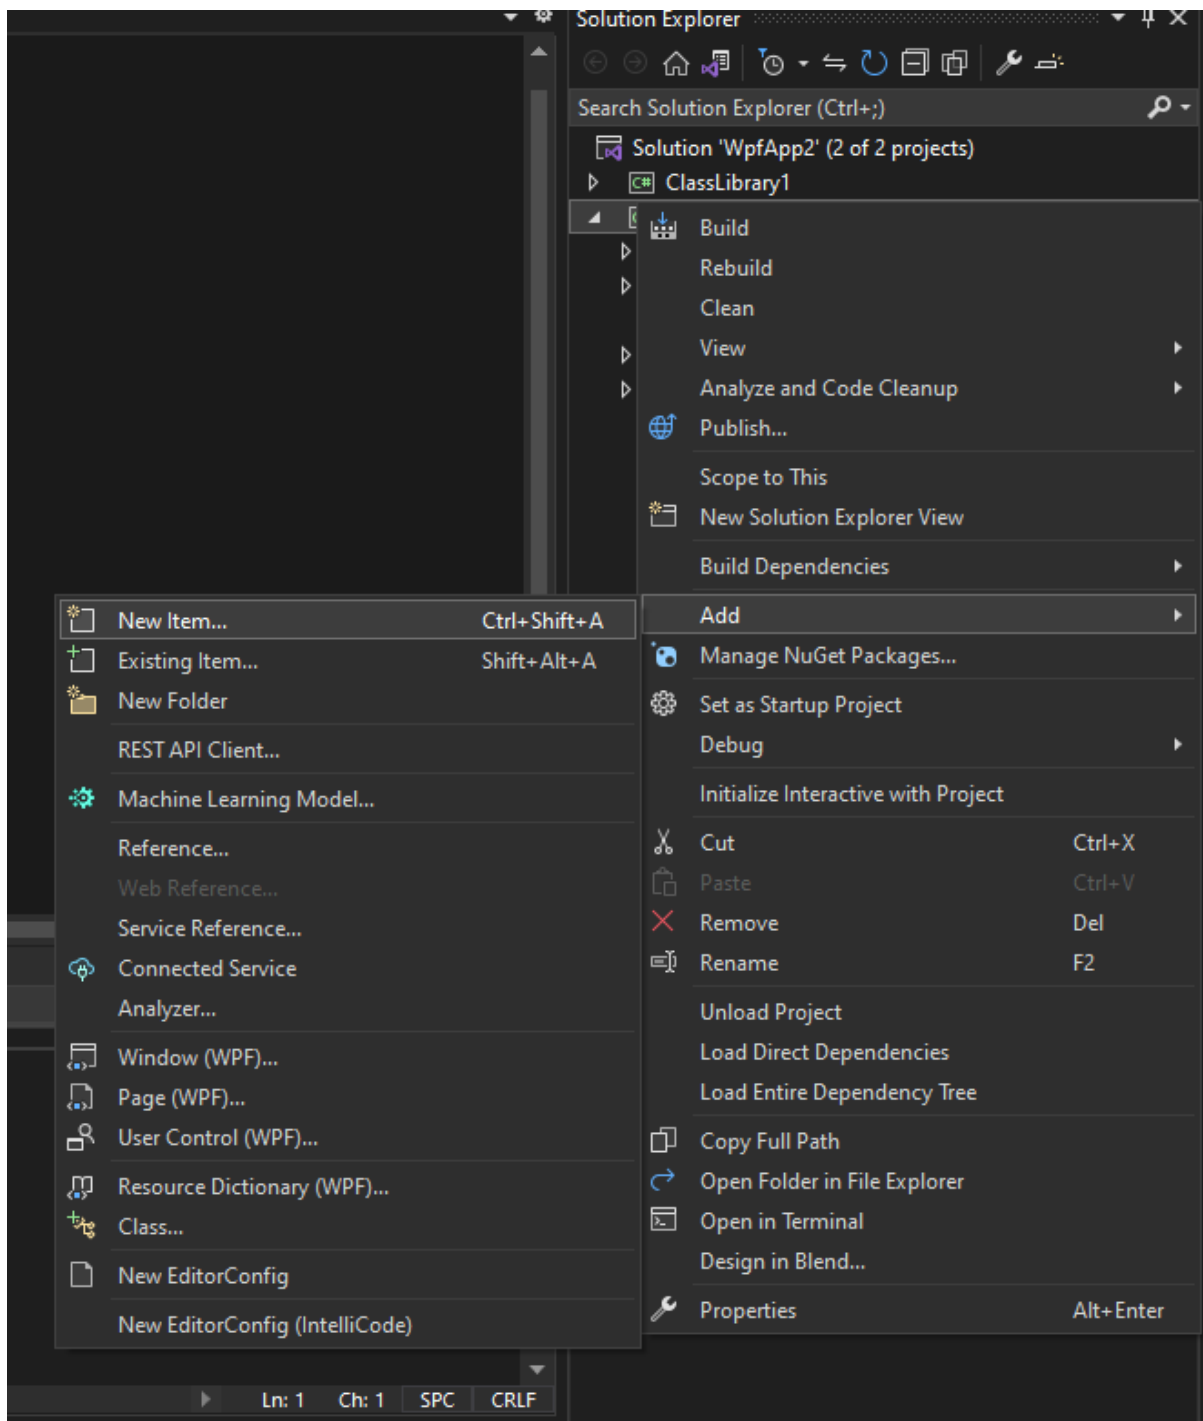 Solution Explorer
Search Solution Explorer (Ctrl+;)
Solution 'WpfApp2' (2 of 2 projects)
C# ClassLibrary1
Build
Rebuild
Clean
View
Analyze and Code Cleanup
Publish...
Scope to This
New Solution Explorer View
Build Dependencies
Add
Manage NuGet Packages...
Set as Startup Project
Debug
Initialize Interactive with Project
Cut Ctrl+X
Paste Ctrl+V
Remove Del
Rename F2
Unload Project
Load Direct Dependencies
Load Entire Dependency Tree
Copy Full Path
Open Folder in File Explorer
Open in Terminal
Design in Blend...
Properties Alt+Enter
New Item... Ctrl+Shift+A
Existing Item... Shift+Alt+A
New Folder
REST API Client...
Machine Learning Model...
Reference...
Web Reference...
Service Reference...
Connected Service
Analyzer...
Window (WPF)...
Page (WPF)...
User Control (WPF)...
Resource Dictionary (WPF)...
Class...
New EditorConfig
New EditorConfig (IntelliCode)
Ln: 1 Ch: 1 SPC CRLF